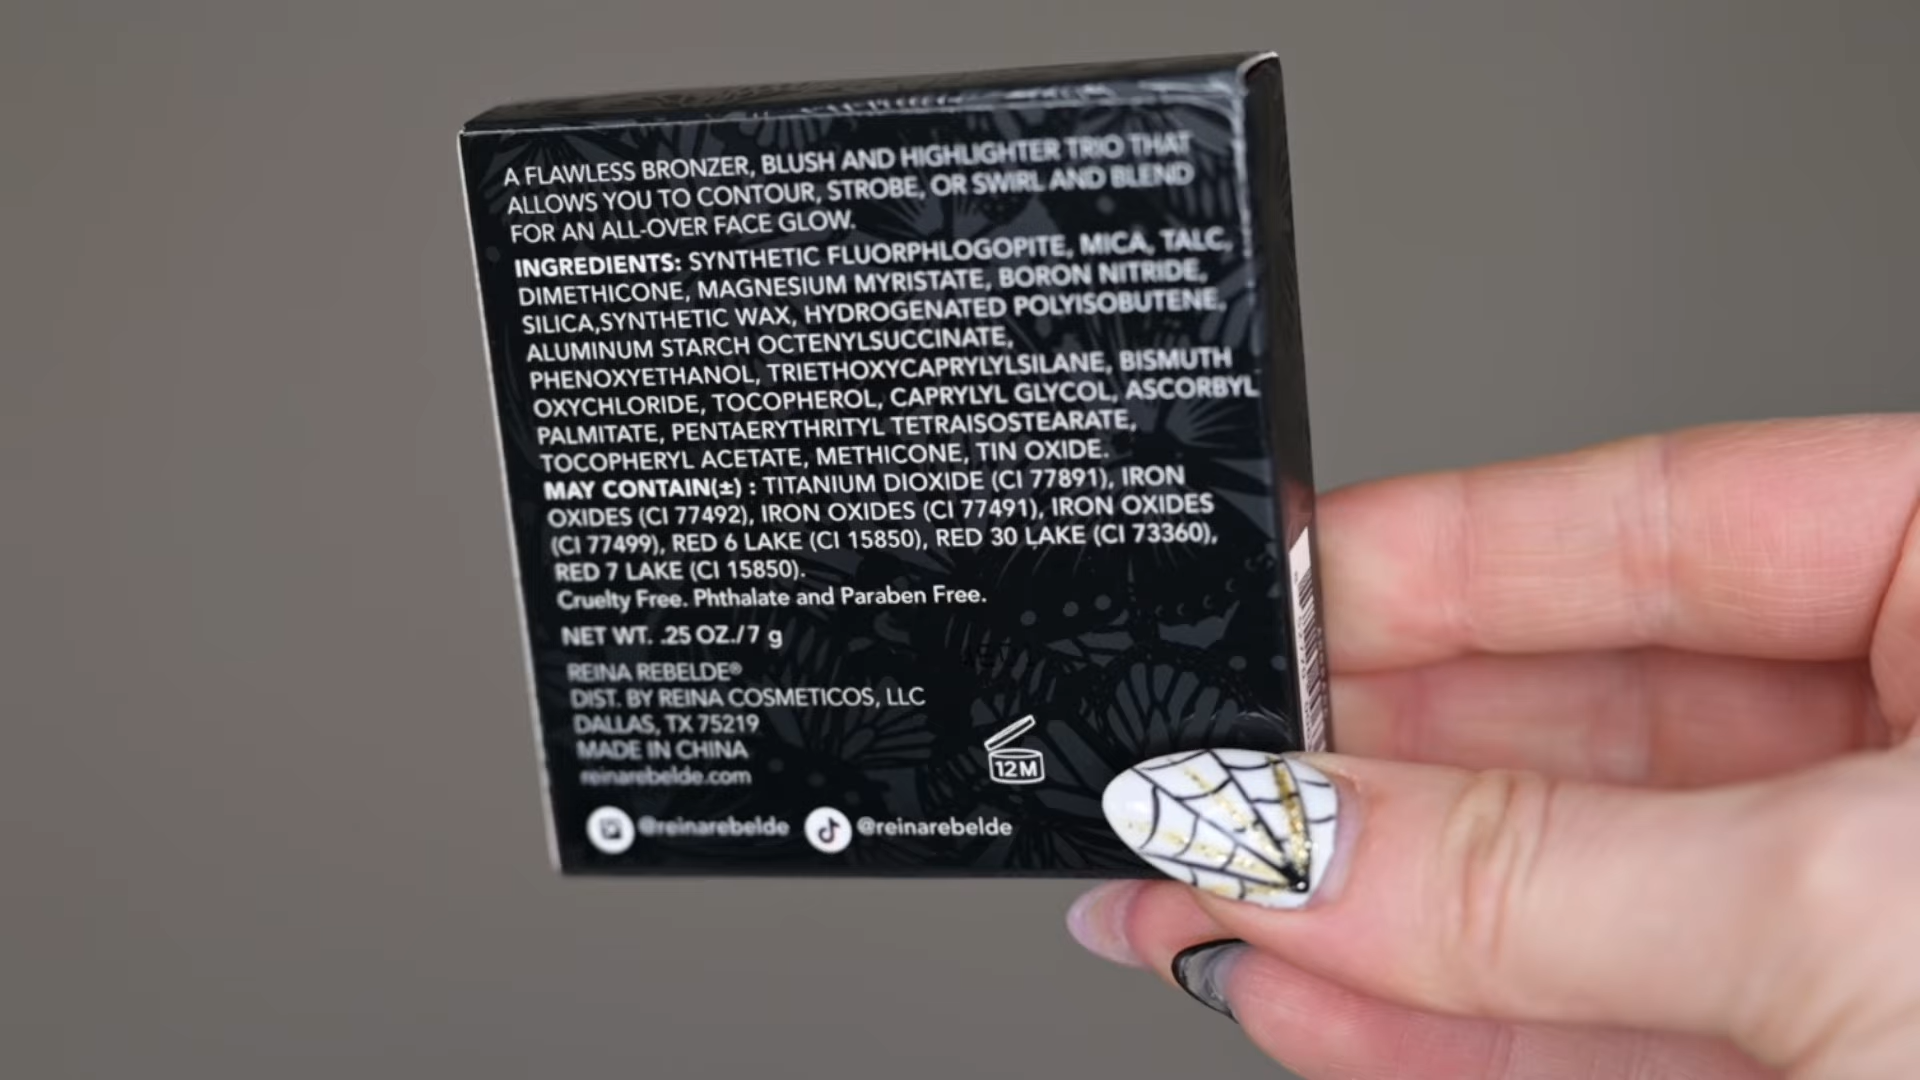 A FLAWLESS BRONZER, BLUSH AND HIGHLIGHTER TRIO THAT
ALLOWS YOU TO CONTOUR, STROBE, OR SWIRL AND BLEND
FOR AN ALL-OVER FACE GLOW.
INGREDIENTS: SYNTHETIC FLUORPHLOGOPITE, MICA, TALC,
DIMETHICONE, MAGNESIUM MYRISTATE, BORON NITRIDE,
SILICA,SYNTHETIC WAX, HYDROGENATED POLYISOBUTENE,
ALUMINUM STARCH OCTENYLSUCCINATE,
PHENOXYETHANOL, TRIETHOXYCAPRYLYLSILANE, BISMUTH
OXYCHLORIDE, TOCOPHEROL, CAPRYLYL GLYCOL, ASCORBYL
PALMITATE, PENTAERYTHRITYL TETRAISOSTEARATE,
TOCOPHERYL ACETATE, METHICONE, TIN OXIDE.
MAY CONTAIN(±) : TITANIUM DIOXIDE (CI 77891), IRON
OXIDES (CI 77492), IRON OXIDES (CI 77491), IRON OXIDES
(CI 77499), RED 6 LAKE (CI 15850), RED 30 LAKE (CI 73360),
RED 7 LAKE (CI 15850).
Cruelty Free. Phthalate and Paraben Free.
NET WT. .25 OZ./7 g
REINA REBELDE®
DIST. BY REINA COSMETICOS, LLC
DALLAS, TX 75219
MADE IN CHINA
reinarebelde.com
12M
@reinarebelde @reinarebelde